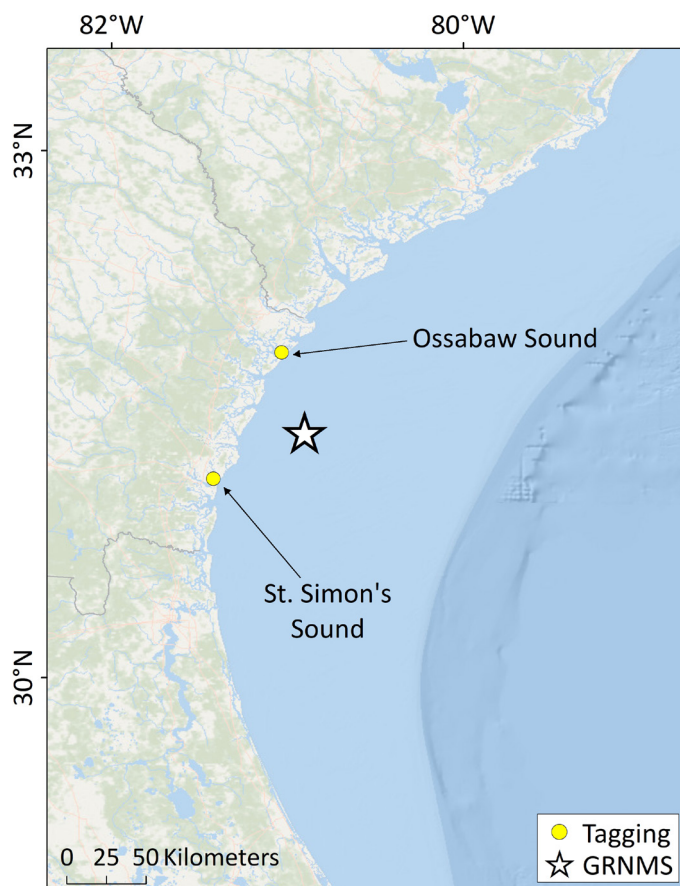 82°W
80°W
33°N
Ossabaw Sound
St. Simon's
Sound
30°N
Tagging
GRNMS
0 25 50 Kilometers